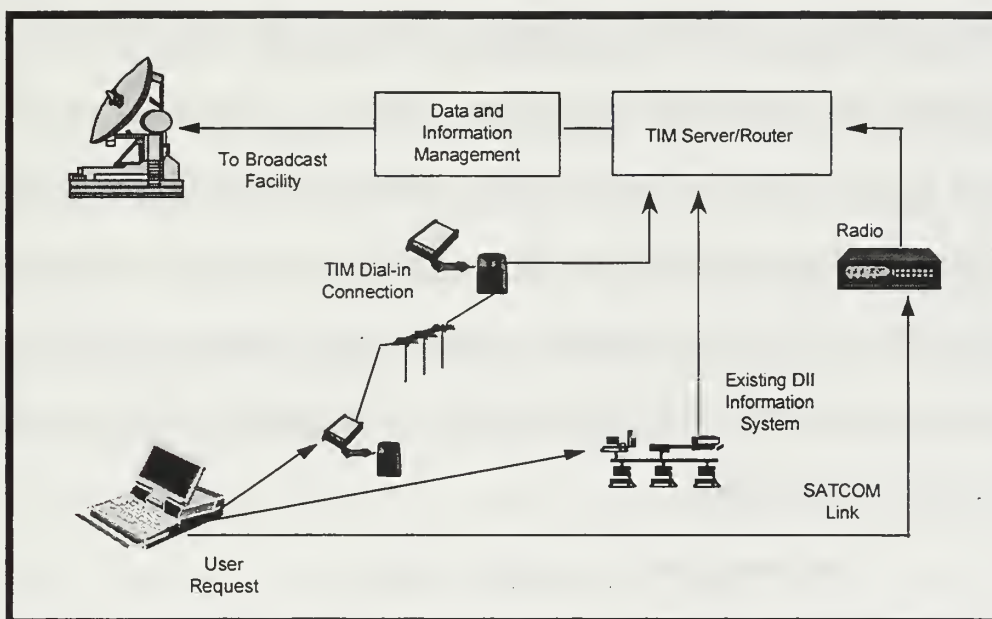 Data and
Information
Management
TIM Server/Router
To Broadcast
Facility
Radio
TIM Dial-in
Connection
Existing DII
Information
System
SATCOM
Link
User
Request